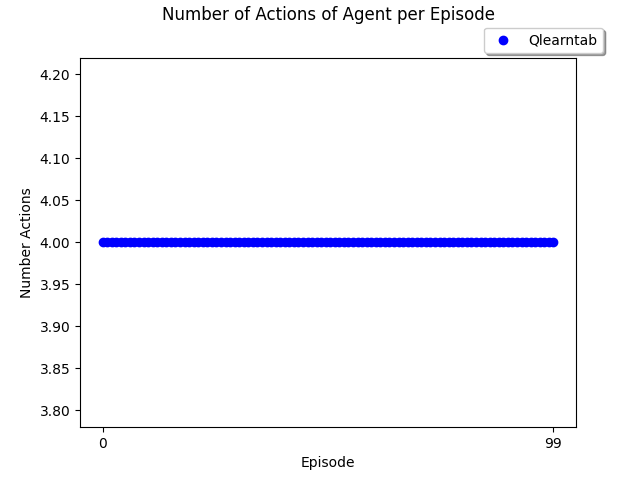 Number of Actions of Agent per Episode
Qlearntab
4.20
4.15
4.10
4.05
4.00
3.95
3.90
3.85
3.80
Number Actions
0 99
Episode